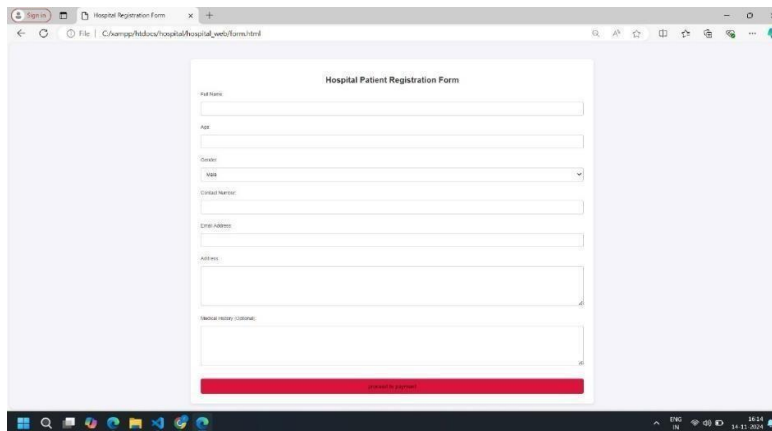 Sign in
Hospital Registration Form
File
C:/xampp/htdocs/hospital/hospital_web/form.html
Hospital Patient Registration Form
Full Name
Age
Gender
Male
Contact Number
Email Address
Address
Medical History (Optional)
proceed to payment
ENG
IN
16:14
14-11-2024